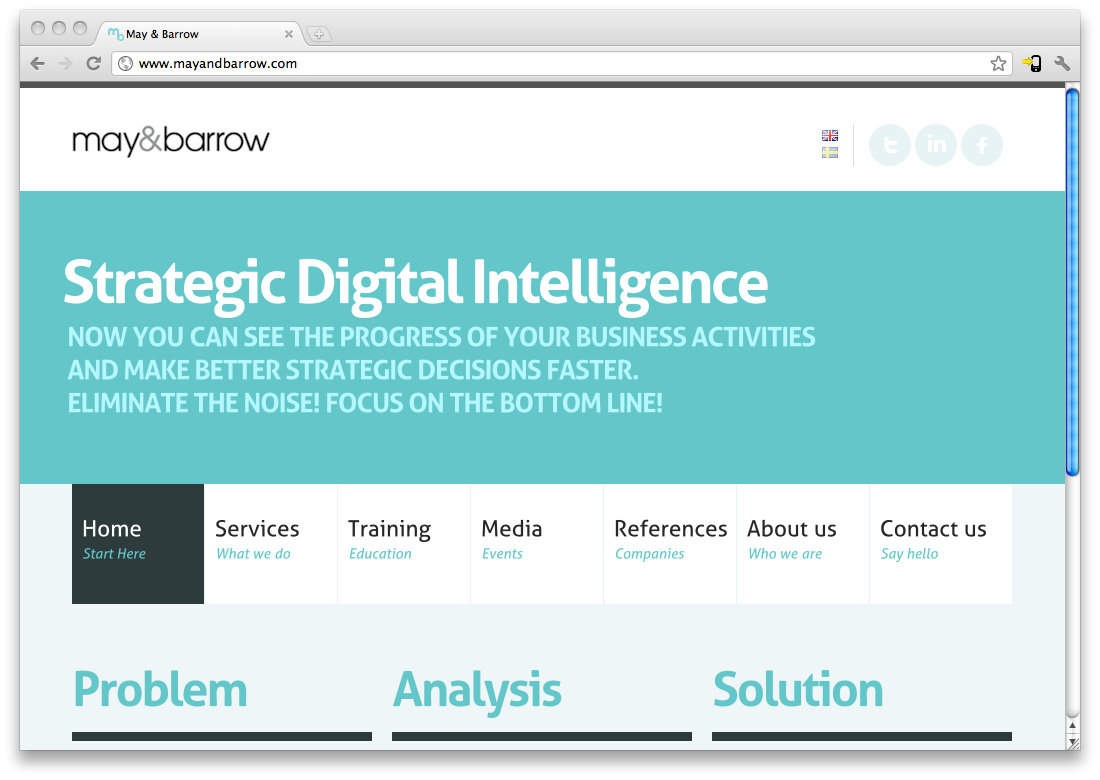 May & Barrow
www.mayandbarrow.com
may&barrow
t in f
Strategic Digital Intelligence
NOW YOU CAN SEE THE PROGRESS OF YOUR BUSINESS ACTIVITIES
AND MAKE BETTER STRATEGIC DECISIONS FASTER.
ELIMINATE THE NOISE! FOCUS ON THE BOTTOM LINE!
Home Services Training Media References About us Contact us
Start Here What we do Education Events Companies Who we are Say hello
Problem Analysis Solution